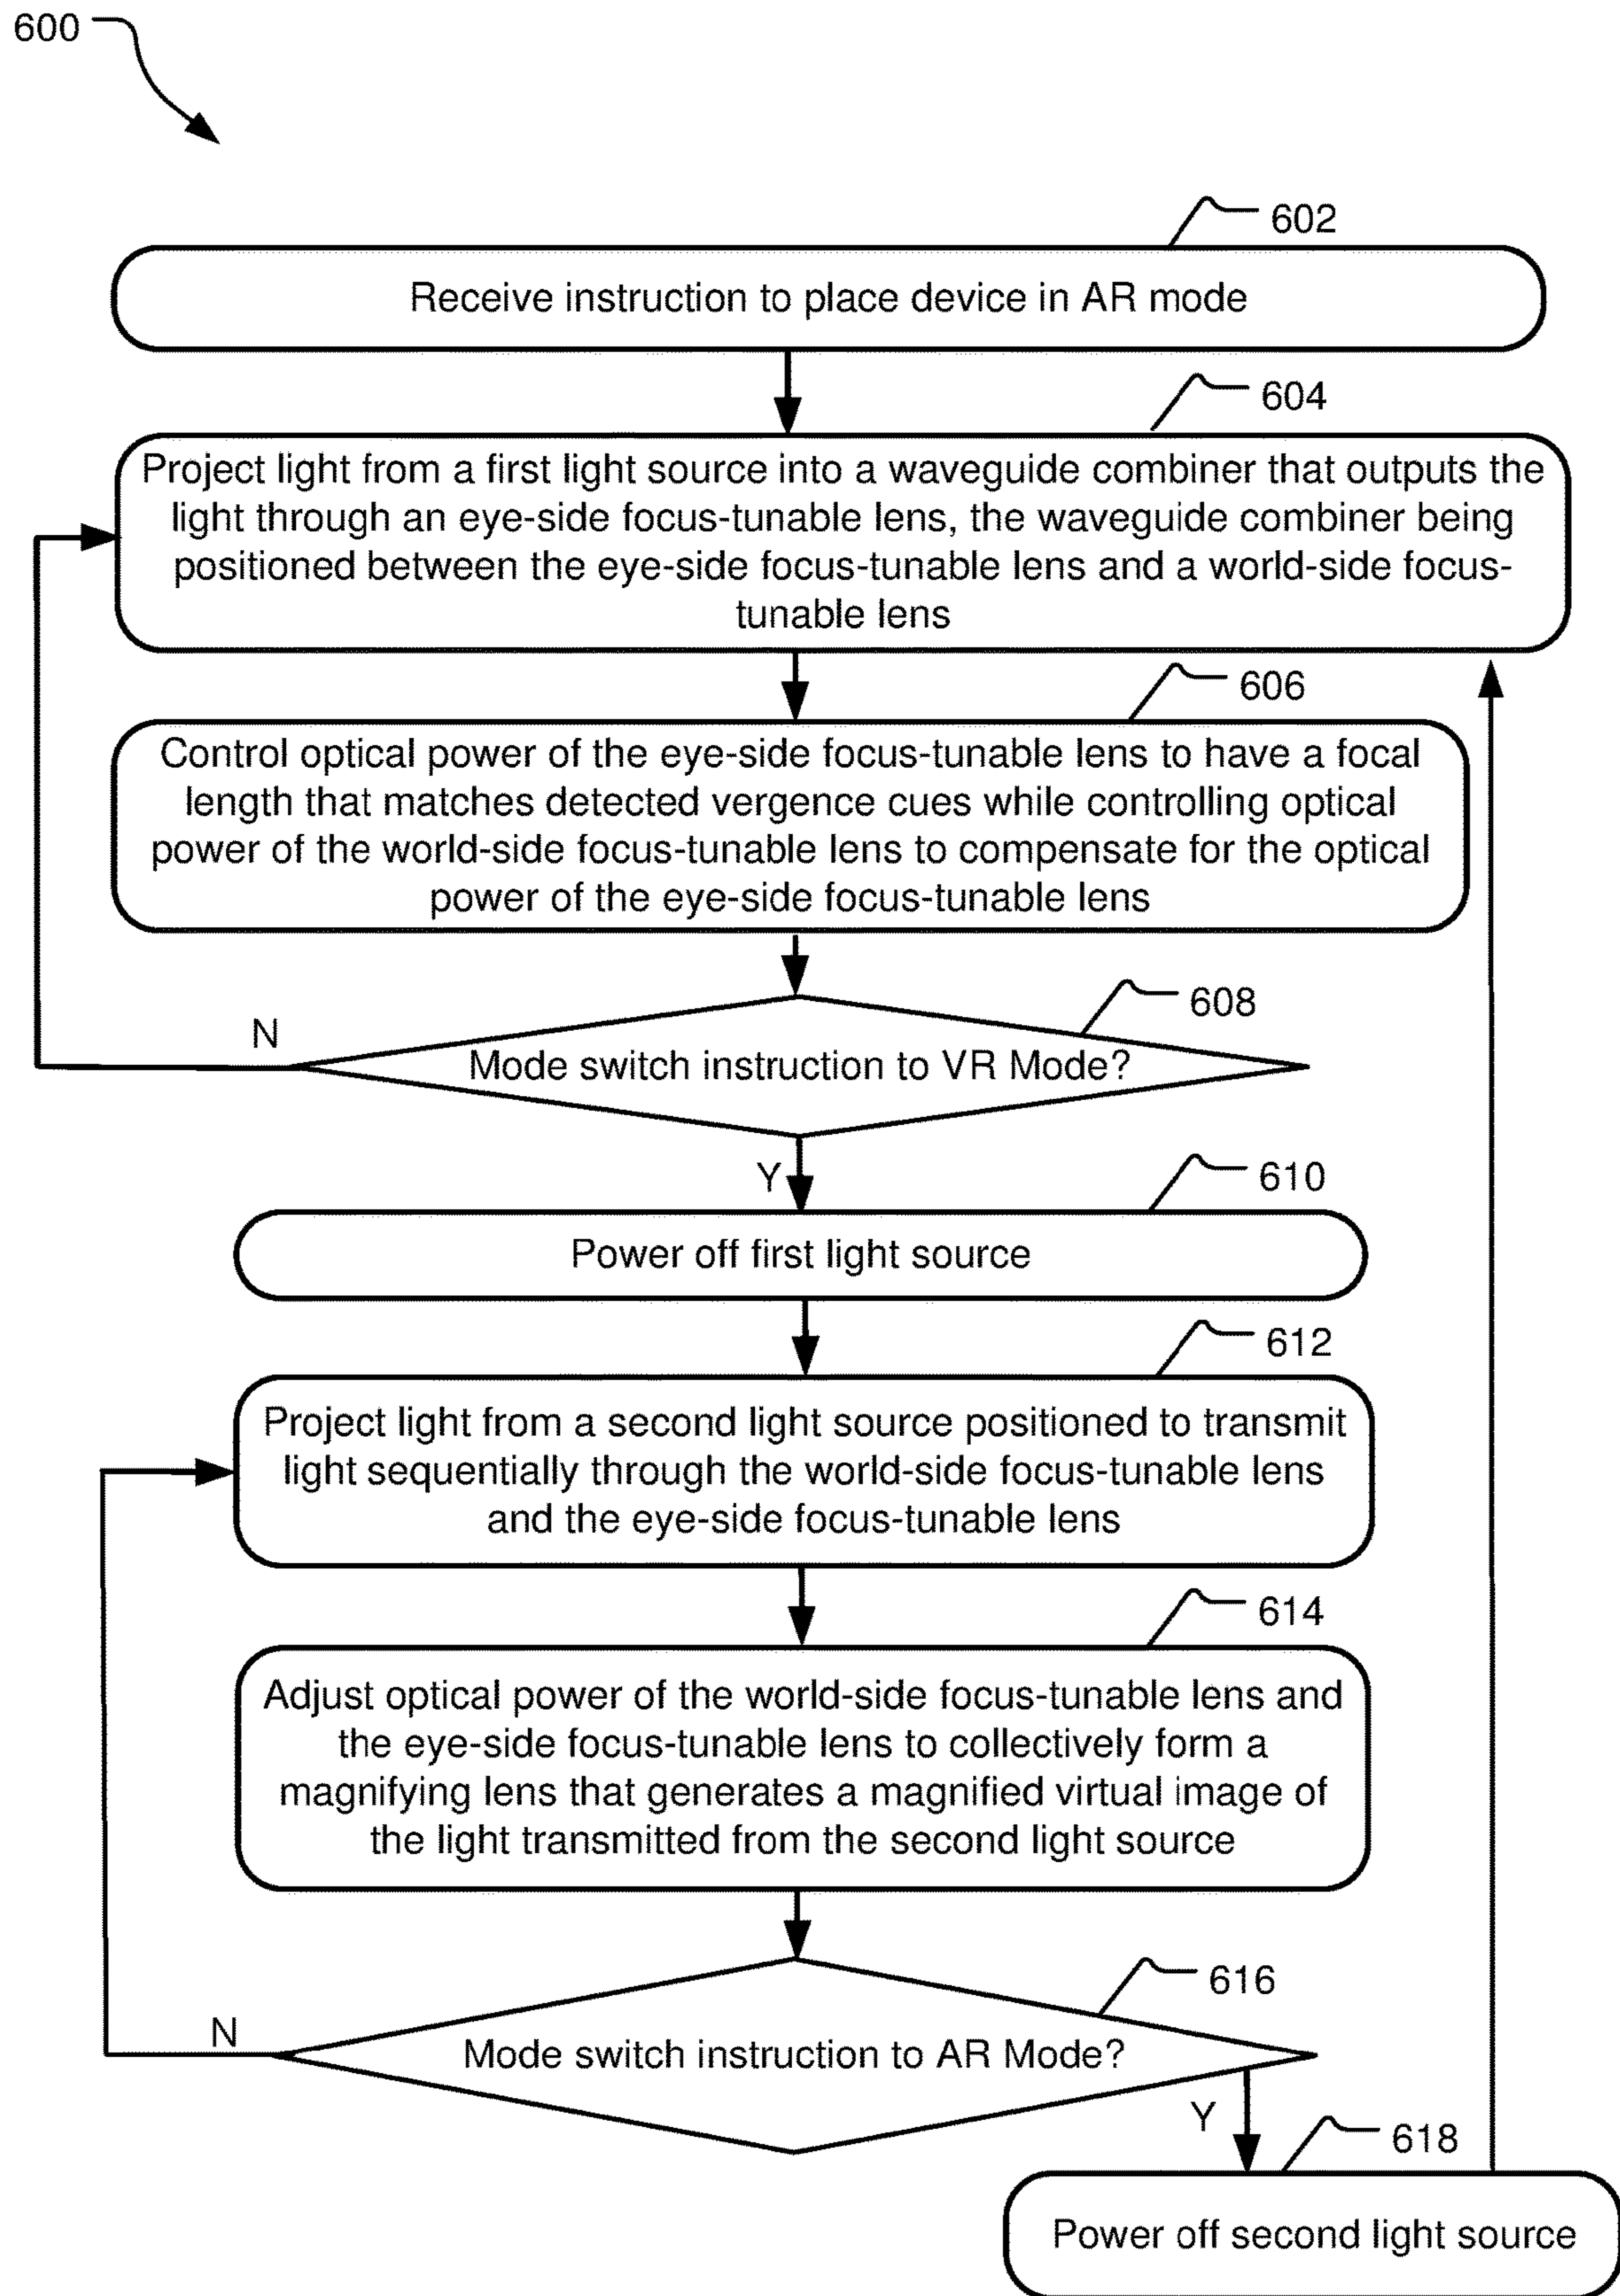 600
602
Receive instruction to place device in AR mode
604
Project light from a first light source into a waveguide combiner that outputs the
light through an eye-side focus-tunable lens, the waveguide combiner being
positioned between the eye-side focus-tunable lens and a world-side focus-
tunable lens
606
Control optical power of the eye-side focus-tunable lens to have a focal
length that matches detected vergence cues while controlling optical
power of the world-side focus-tunable lens to compensate for the optical
power of the eye-side focus-tunable lens
608
N
Mode switch instruction to VR Mode?
Y
610
Power off first light source
612
Project light from a second light source positioned to transmit
light sequentially through the world-side focus-tunable lens
and the eye-side focus-tunable lens
614
Adjust optical power of the world-side focus-tunable lens and
the eye-side focus-tunable lens to collectively form a
magnifying lens that generates a magnified virtual image of
the light transmitted from the second light source
616
N
Mode switch instruction to AR Mode?
Y
618
Power off second light source